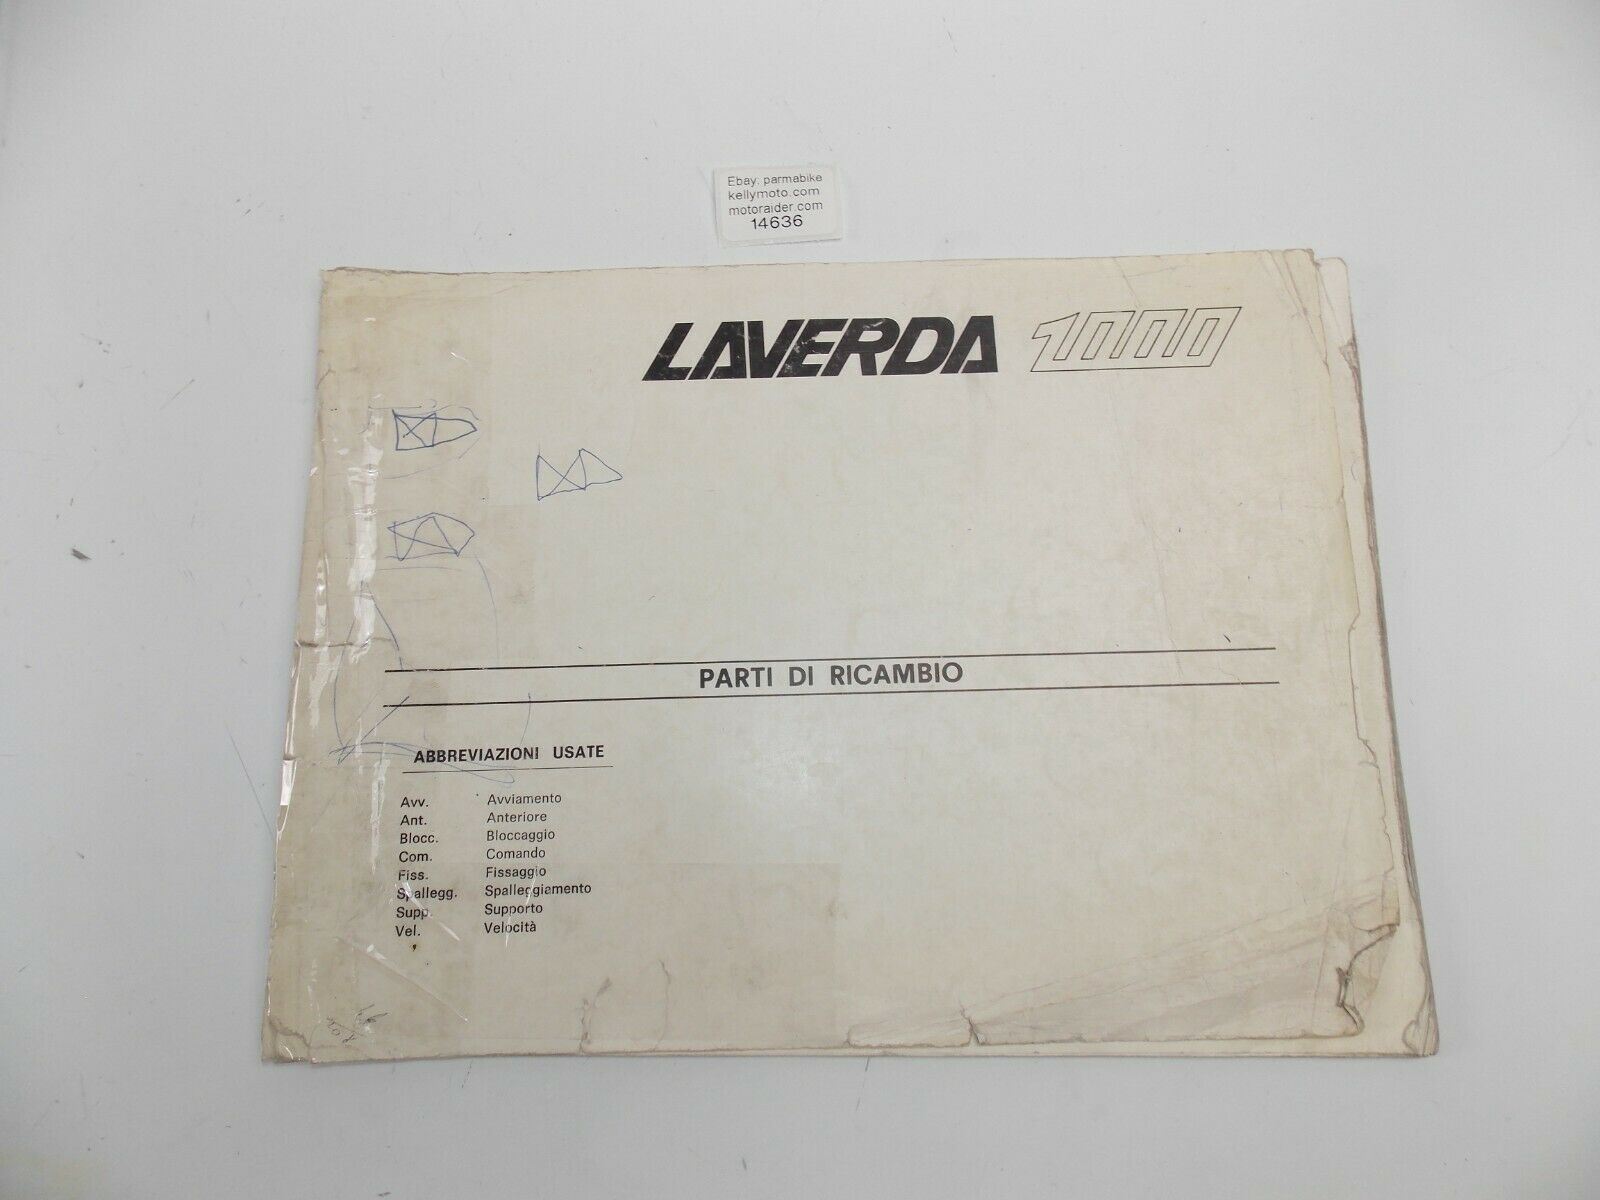 Ebay: parmabike
kellymoto.com
motoraider.com
14636
LAVERDA 1000
PARTI DI RICAMBIO
ABBREVIAZIONI USATE
Avv. Avviamento
Ant. Anteriore
Blocc. Bloccaggio
Com. Comando
Fiss. Fissaggio
Spallegg. Spalleggiamento
Supp. Supporto
Vel. Velocità